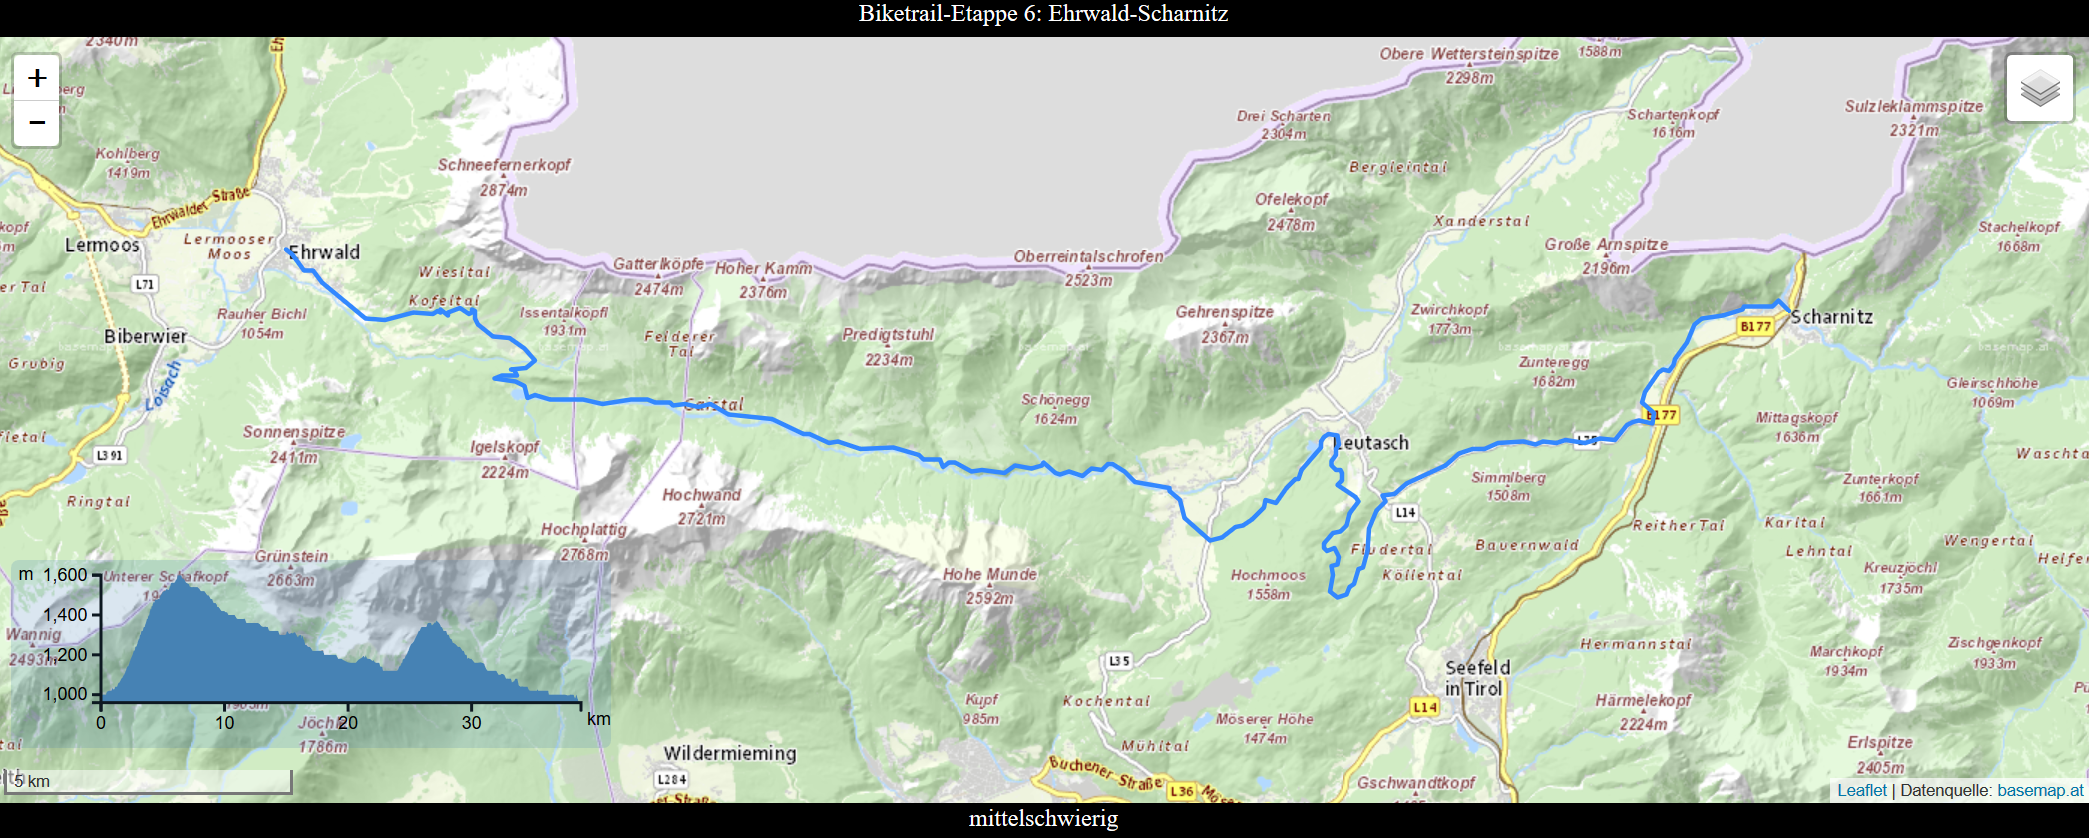 Biketrail-Etappe 6: Ehrwald-Scharnitz
2340m
+
−
Kohlberg
1419m
Ehrwalder Straße
Schneefernerkopf
2874m
Lermoos
Lermooser
Moos
Ehrwald
L71
Wiesltal
Kofeltal
Rauher Bichl
1054m
Biberwier
Grubig
Loisach
Issentalköpfl
1931m
Gatterlköpfe
2474m
Hoher Kamm
2376m
Felderer
Tal
Predigtstuhl
2234m
Oberreintalschrofen
2523m
Gaistal
Schönegg
1624m
Gehrenspitze
2367m
Drei Scharten
2304m
Obere Wettersteinspitze
2298m
1588m
Bergleintal
Ofelekopf
2478m
Xanderstal
Schartenkopf
1616m
Sulzleklammspitze
2321m
Große Arnspitze
2196m
Stachelkopf
1668m
Zwirchkopf
1773m
Zunteregg
1682m
B177
Scharnitz
Gleirschhöhe
1069m
Mittagskopf
1636m
B177
L35
Leutasch
L391
Sonnenspitze
2411m
Igelskopf
2224m
Ringtal
Hochwand
2721m
Hochplattig
2768m
Grünstein
2663m
Simmlberg
1508m
L14
Zunterkopf
1661m
Waschta
Reither Tal
Karltal
Lehntal
Wengertal
Kreuzjöchl
1735m
Bauernwald
Fludertal
Köllental
Hochmoos
1558m
Hohe Munde
2592m
Unterer Schafkopf
Wannig
2493m
m 1,600
1,400
1,200
1,000
0 10 20 30 km
Jöchl
1786m
5 km
L35
Kochental
Kupf
985m
Möserer Höhe
1474m
Mühltal
Wildermieming
L284
Buchener Straße
L36
Seefeld
in Tirol
L14
Hermannstal
Marchkopf
1934m
Zischgenkopf
1933m
Härmelekopf
2224m
Erlspitze
2405m
Gschwandtkopf
Leaflet | Datenquelle: basemap.at
mittelschwierig